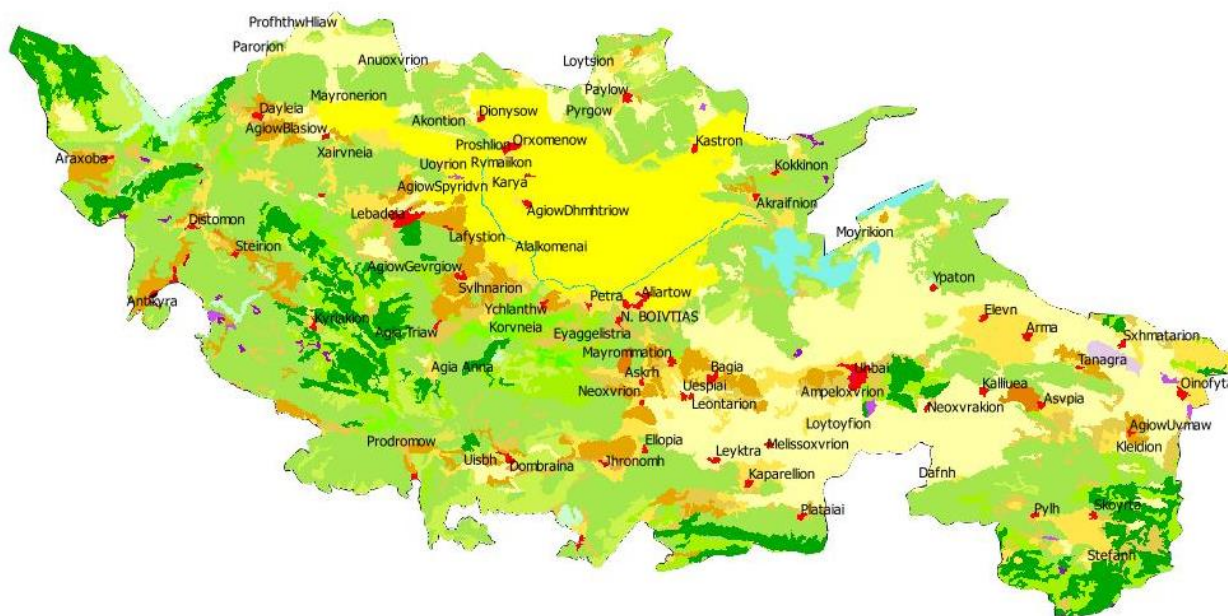 ProfhthwHliaw
Parorion
Anuoxvrion
Loytsion
Mayronerion
Paylow
Dayleia
Dionysow
Pyrgow
AgiowBlasiow
Akontion
Xairvneia
Proshlion
Orxomenow
Kastron
Araxoba
Uoyrion
Rymaiikon
Kokkinon
AgiowSpyridvn
Karya
Akraifnion
Lebadeia
AgiowDhmhtriow
Distomon
Moyrikion
Steirion
Lafystion
Alalkomenai
AgiowGevrgiow
Ypaton
Svlhnarion
Antikyra
Ychlanthw
Petra
Aliartow
Elevn
Kyriakion
Agia Triaw
Korvneia
Eyaggelistria
N. BOIVTIAS
Arma
Sxhmatarion
Mayrommation
Tanagra
Agia Anna
Askrh
Bagia
Uhbai
Oinofyta
Neoxvrion
Uespiai
Ampeloxvrion
Kalliuea
Leontarion
Neoxvrakion
Asvpia
Loytoyfion
AgiowUvmaw
Prodromow
Ellopia
Melissoxvrion
Kleidion
Uisbh
Dombraina
Jhronomh
Leyktra
Kaparellion
Dafnh
Plataiai
Pylh
Skoyrta
Stefanh